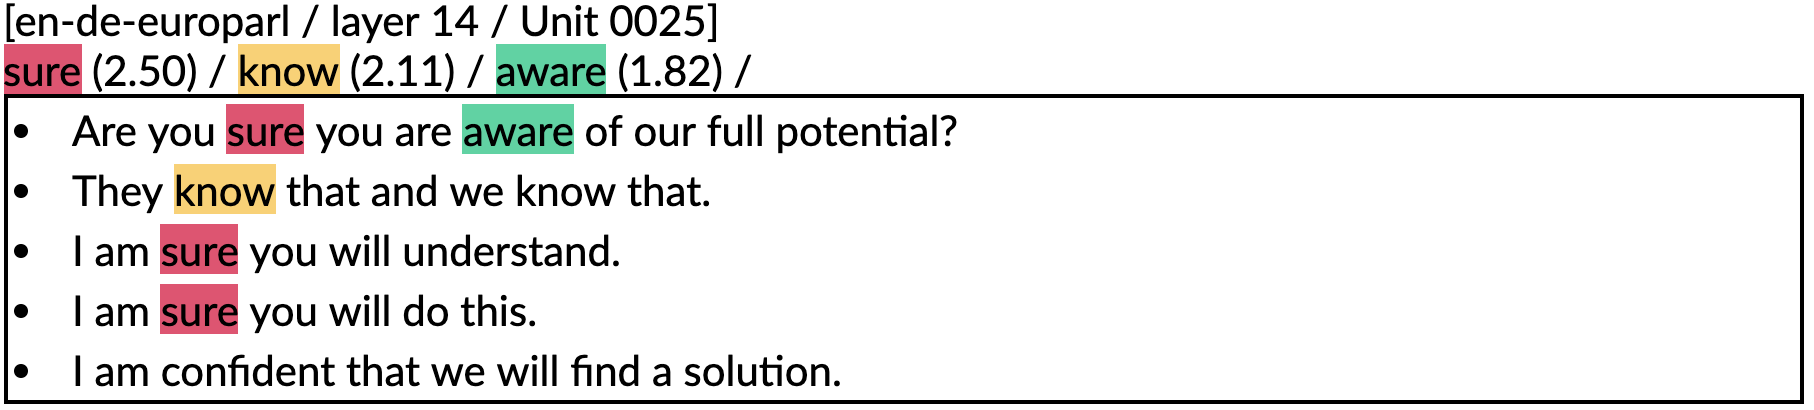 [en-de-europarl / layer 14 / Unit 0025]
sure (2.50) / know (2.11) / aware (1.82) /
• Are you sure you are aware of our full potential?
• They know that and we know that.
• I am sure you will understand.
• I am sure you will do this.
• I am confident that we will find a solution.